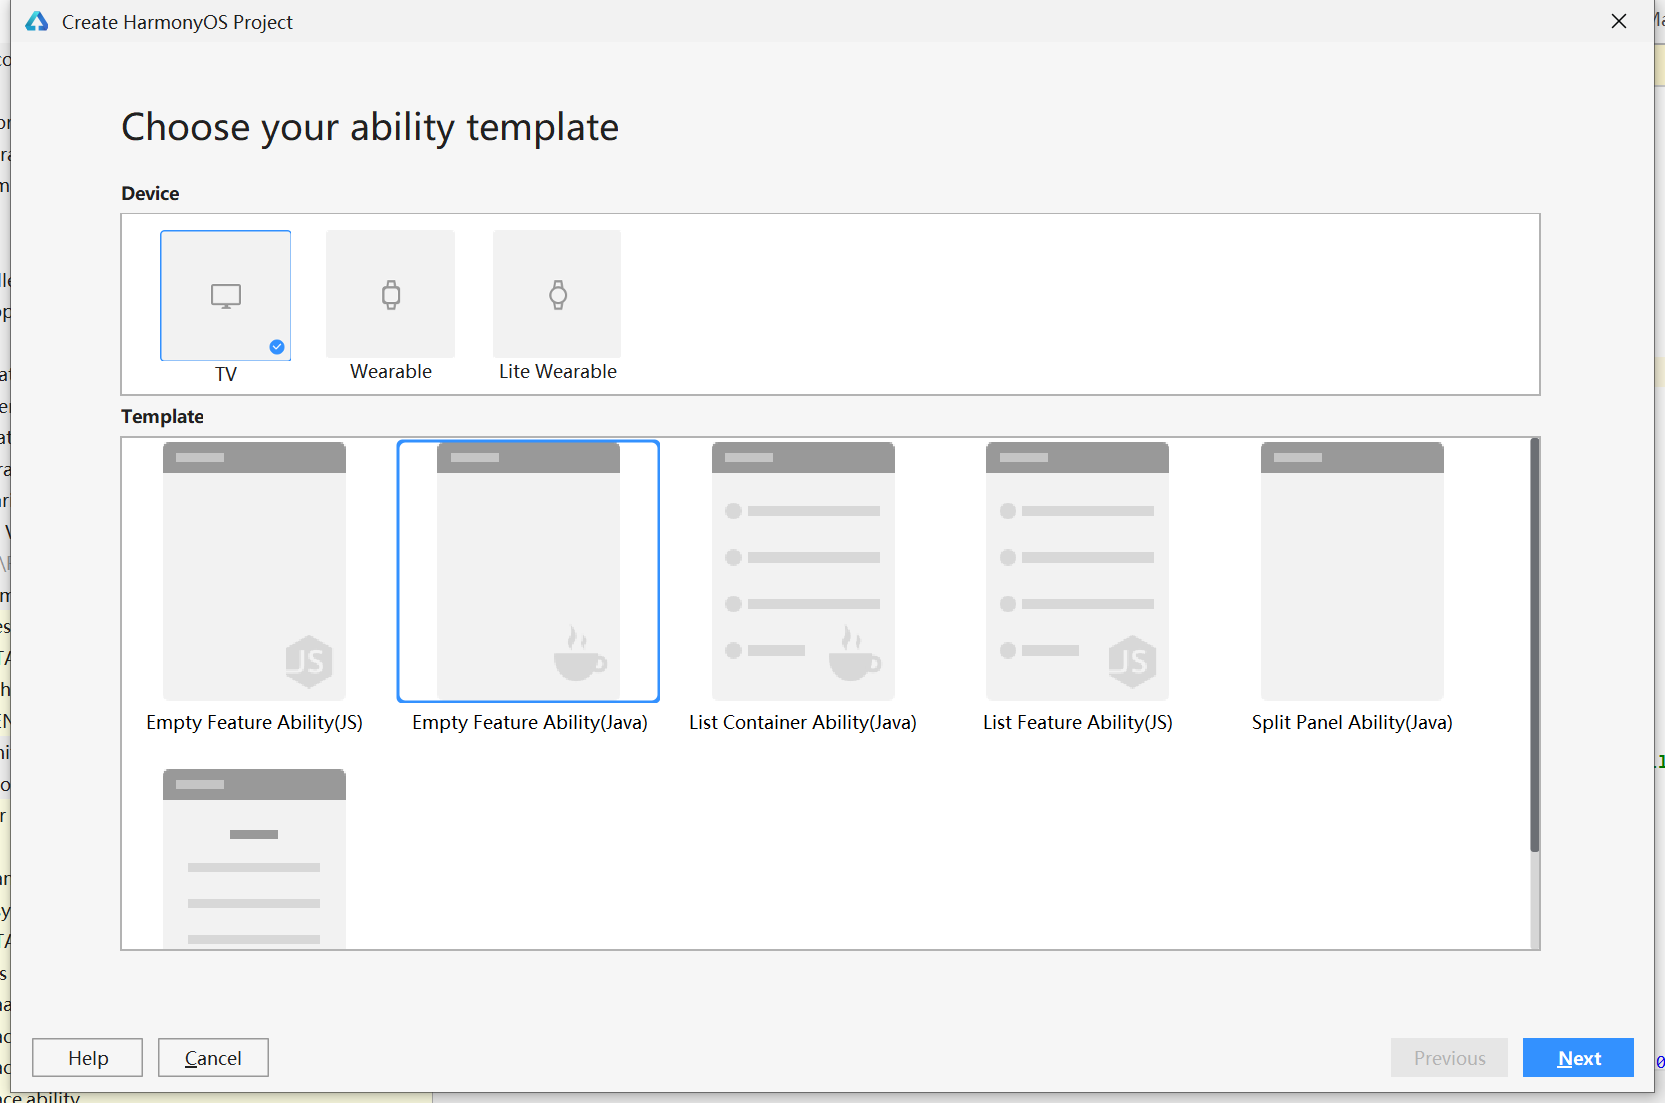 Create HarmonyOS Project
Choose your ability template
Device
TV
Wearable
Lite Wearable
Template
JS
JS
Empty Feature Ability(JS)
Empty Feature Ability(Java)
List Container Ability(Java)
List Feature Ability(JS)
Split Panel Ability(Java)
Help
Cancel
Previous
Next
ability